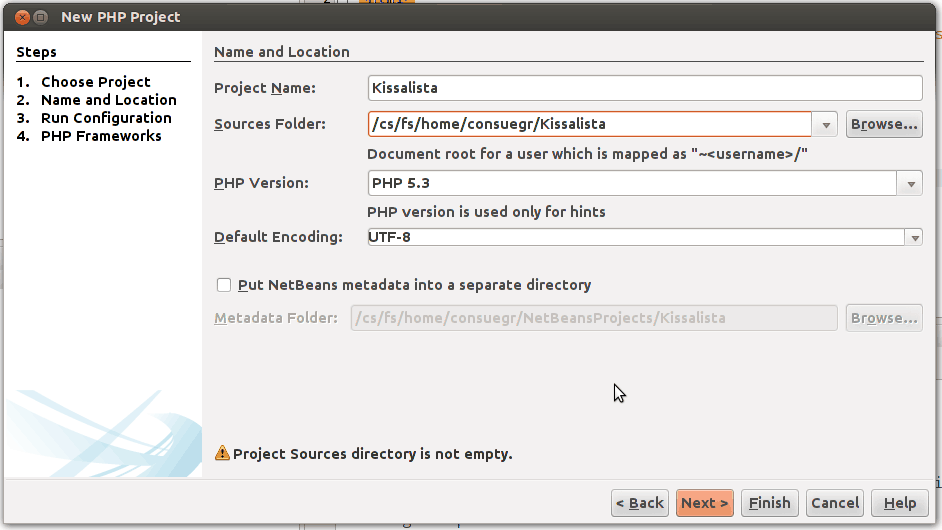 New PHP Project
Steps
1. Choose Project
2. Name and Location
3. Run Configuration
4. PHP Frameworks
Name and Location
Project Name: Kissalista
Sources Folder: /cs/fs/home/consuegr/Kissalista Browse...
Document root for a user which is mapped as "~<username>/"
PHP Version: PHP 5.3
PHP version is used only for hints
Default Encoding: UTF-8
Put NetBeans metadata into a separate directory
Metadata Folder: /cs/fs/home/consuegr/NetBeansProjects/Kissalista Browse...
Project Sources directory is not empty.
< Back Next > Finish Cancel Help